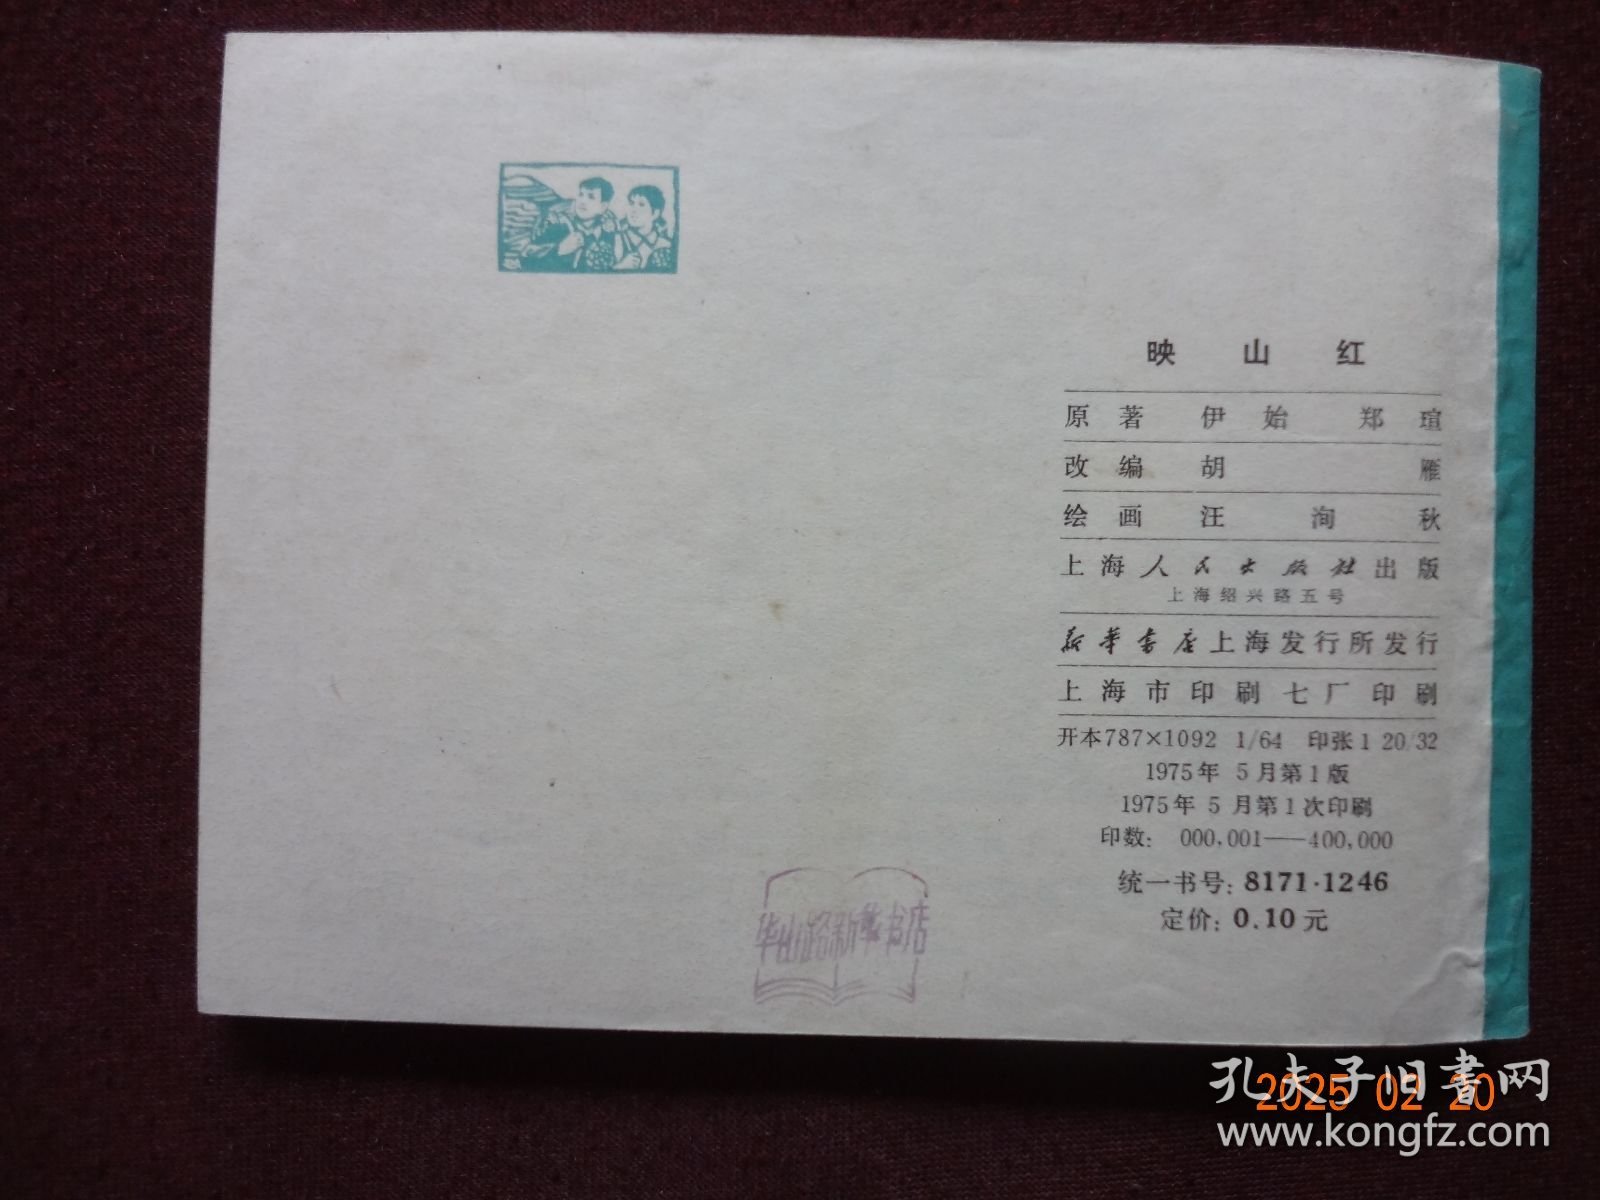 映山红
原著 伊始 郑瑄
改编 胡雁
绘画 汪洵秋
上海人民出版社出版
上海绍兴路五号
新华书店上海发行所发行
上海市印刷七厂印刷
开本787×1092 1/64 印张1 20/32
1975年 5月第1版
1975年 5月第1次印刷
印数: 000,001——400,000
统一书号: 8171·1246
定价: 0.10元
华山路新华书店
孔夫子旧书网
2025 02 20
www.kongfz.com